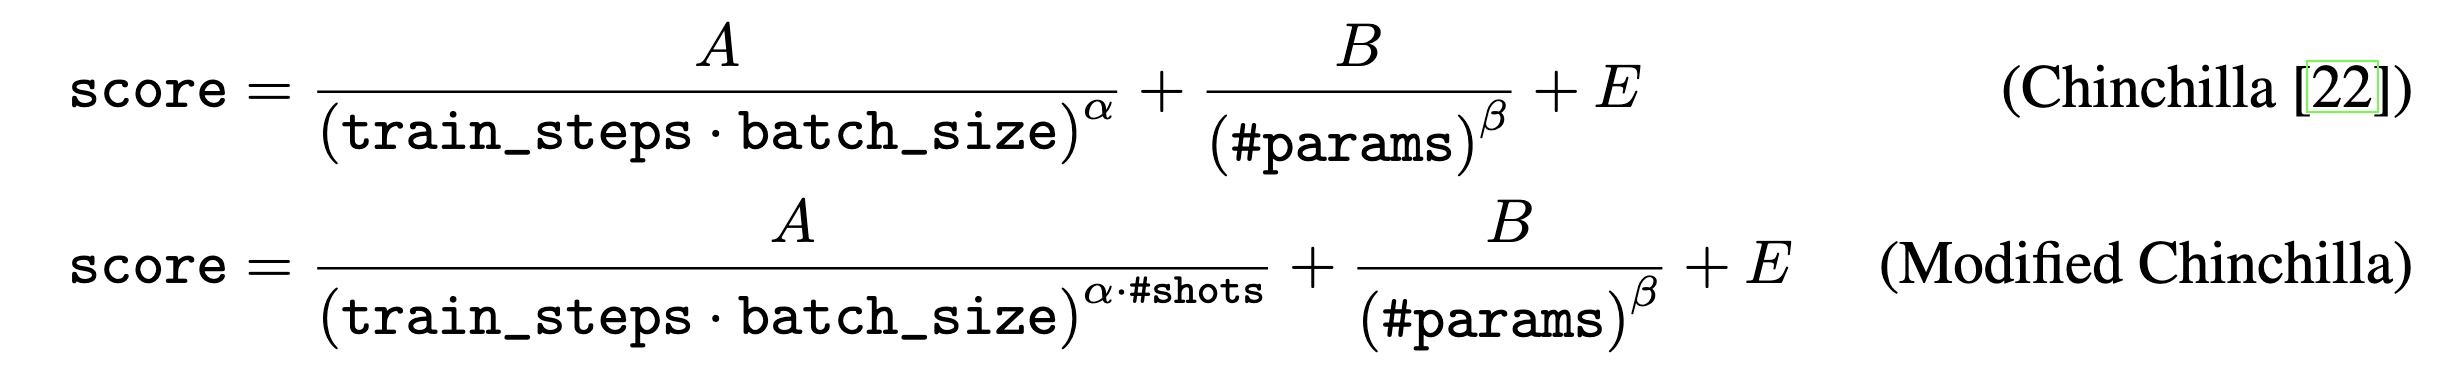 score = A / (train_steps · batch_size)^α + B / (#params)^β + E (Chinchilla [22])
score = A / (train_steps · batch_size)^{α·#shots} + B / (#params)^β + E (Modified Chinchilla)